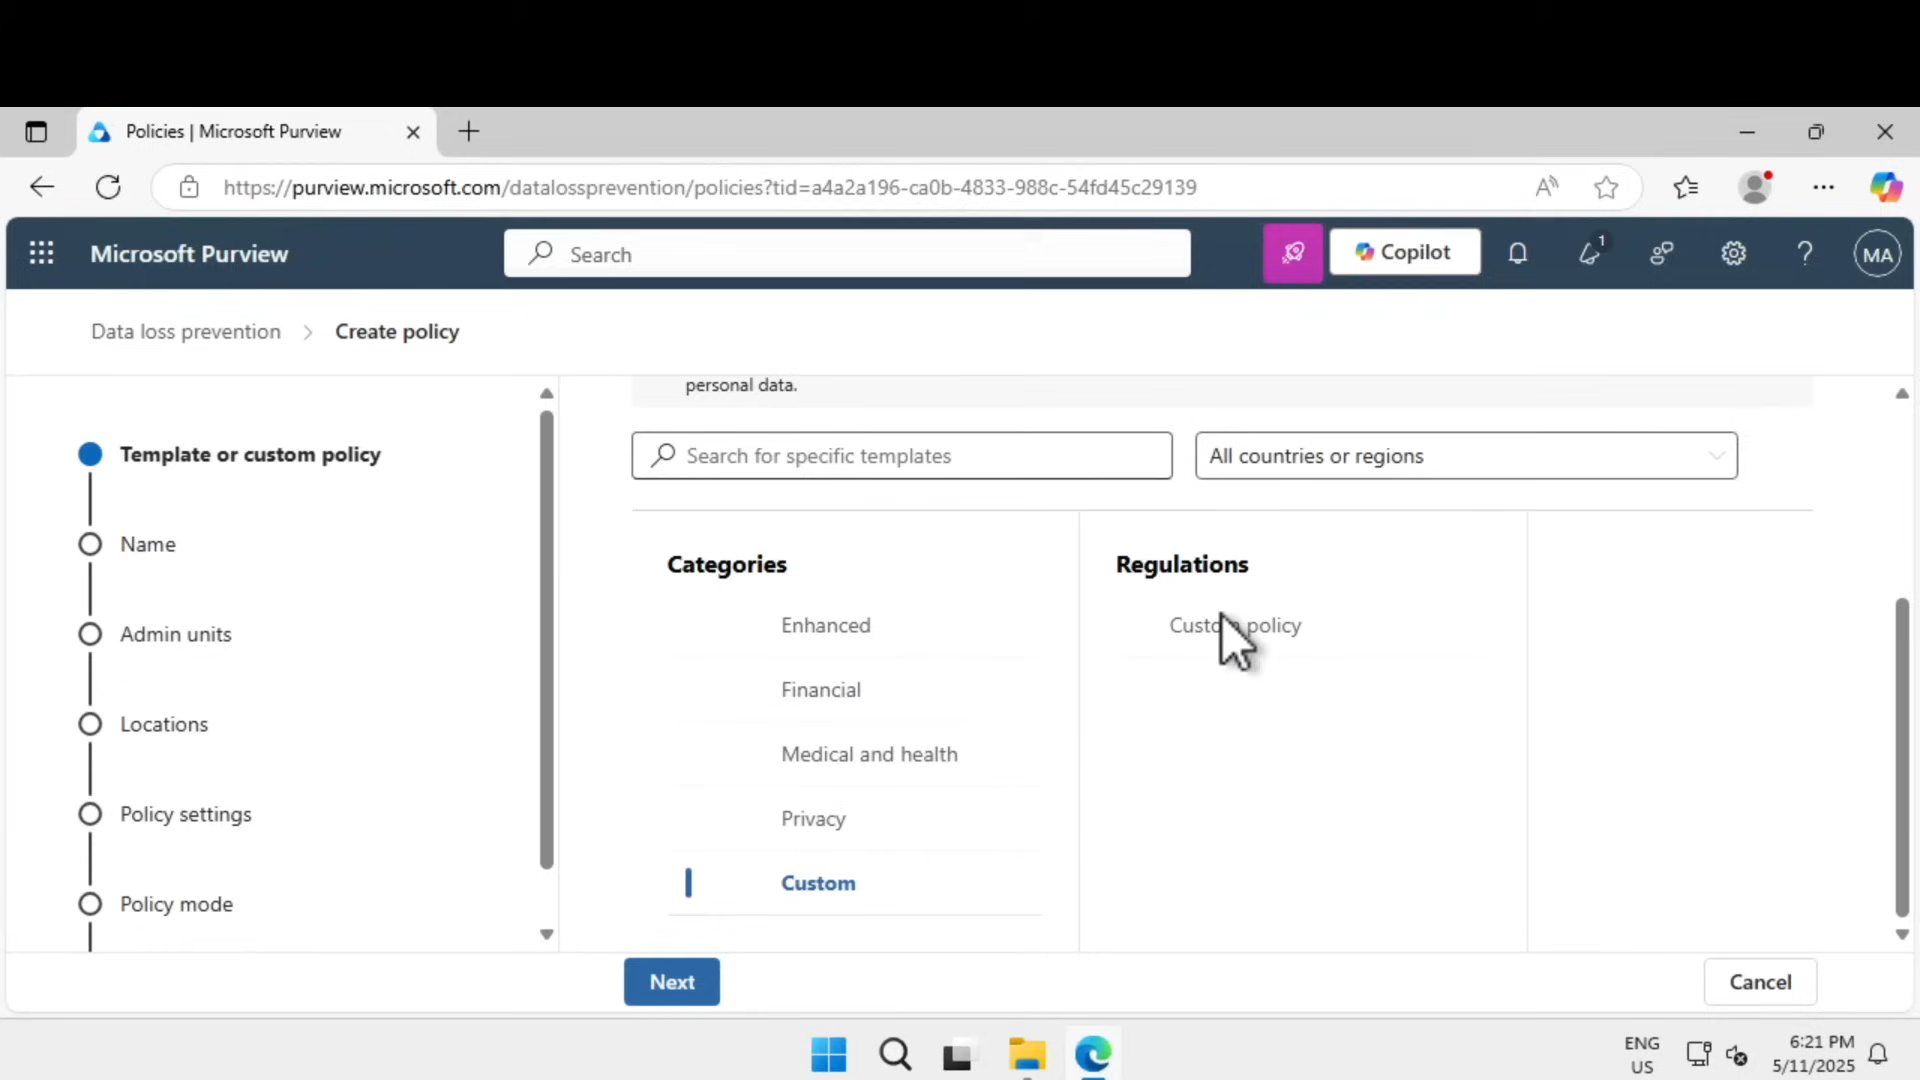 Policies | Microsoft Purview
https://purview.microsoft.com/datalossprevention/policies?tid=a4a2a196-ca0b-4833-988c-54fd45c29139
Microsoft Purview
Search
Copilot
1
?
MA
Data loss prevention > Create policy
personal data.
Template or custom policy
Name
Admin units
Locations
Policy settings
Policy mode
Search for specific templates
All countries or regions
Categories
Enhanced
Financial
Medical and health
Privacy
Custom
Regulations
Custom policy
Next
Cancel
ENG
US
6:21 PM
5/11/2025